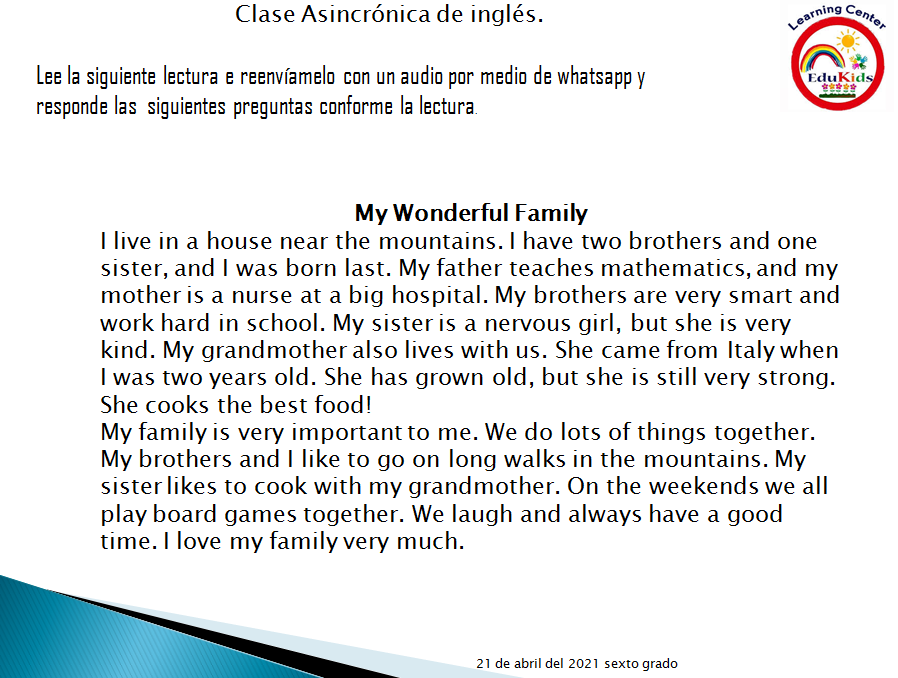 Clase Asincrónica de inglés.
Learning Center
EduKids
Lee la siguiente lectura e reenvíamelo con un audio por medio de whatsapp y
responde las siguientes preguntas conforme la lectura.
My Wonderful Family
I live in a house near the mountains. I have two brothers and one
sister, and I was born last. My father teaches mathematics, and my
mother is a nurse at a big hospital. My brothers are very smart and
work hard in school. My sister is a nervous girl, but she is very
kind. My grandmother also lives with us. She came from Italy when
I was two years old. She has grown old, but she is still very strong.
She cooks the best food!
My family is very important to me. We do lots of things together.
My brothers and I like to go on long walks in the mountains. My
sister likes to cook with my grandmother. On the weekends we all
play board games together. We laugh and always have a good
time. I love my family very much.
21 de abril del 2021 sexto grado